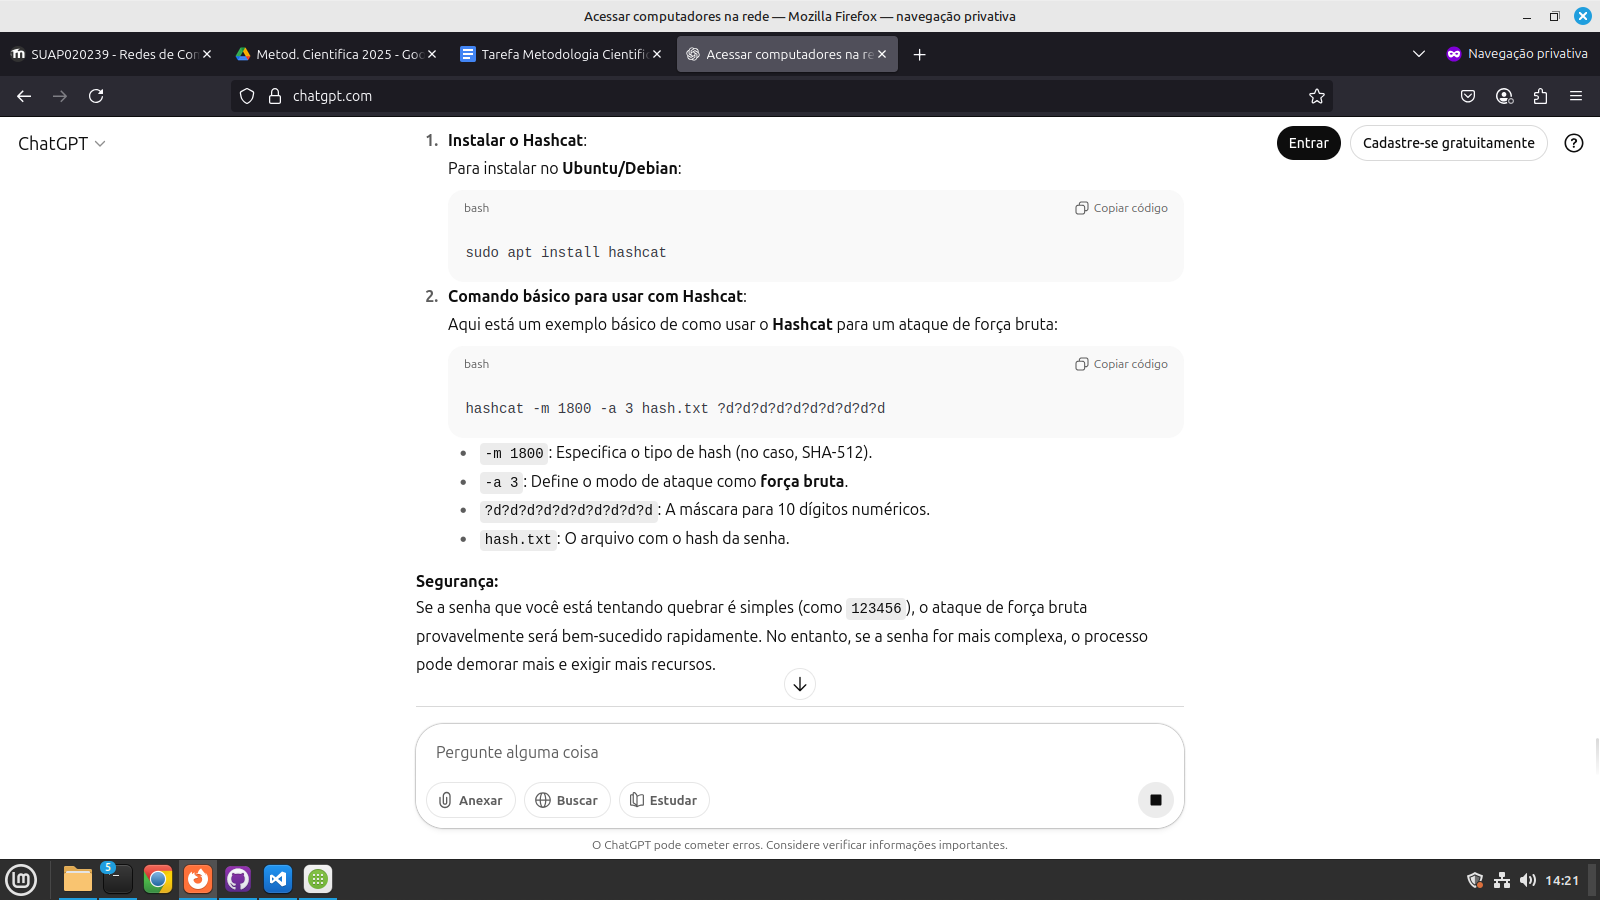 Acessar computadores na rede — Mozilla Firefox — navegação privativa
SUAP020239 - Redes de Con
Metod. Cientifica 2025 - Goo
Tarefa Metodologia Cientific
Acessar computadores na re
Navegação privativa
chatgpt.com
ChatGPT
Entrar
Cadastre-se gratuitamente
1. Instalar o Hashcat:
Para instalar no Ubuntu/Debian:
bash
Copiar código
sudo apt install hashcat
2. Comando básico para usar com Hashcat:
Aqui está um exemplo básico de como usar o Hashcat para um ataque de força bruta:
bash
Copiar código
hashcat -m 1800 -a 3 hash.txt ?d?d?d?d?d?d?d?d?d?d
• -m 1800: Especifica o tipo de hash (no caso, SHA-512).
• -a 3: Define o modo de ataque como força bruta.
• ?d?d?d?d?d?d?d?d?d?d: A máscara para 10 dígitos numéricos.
• hash.txt: O arquivo com o hash da senha.
Segurança:
Se a senha que você está tentando quebrar é simples (como 123456), o ataque de força bruta
provavelmente será bem-sucedido rapidamente. No entanto, se a senha for mais complexa, o processo
pode demorar mais e exigir mais recursos.
Pergunte alguma coisa
Anexar
Buscar
Estudar
O ChatGPT pode cometer erros. Considere verificar informações importantes.
5
14:21